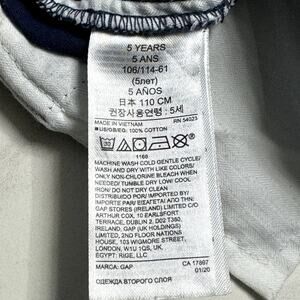 5 YEARS
5 ANS
106/114-61
(5лет)
5 AÑOS
日本 110 CM
권장사용연령 : 5세
MADE IN VIETNAM RN 54023
■ US/GB/EG: 100% COTTON
1168
MACHINE WASH COLD GENTLE CYCLE/
WASH AND DRY WITH LIKE COLORS/
ONLY NON-CHLORINE BLEACH WHEN
NEEDED/ TUMBLE DRY LOW/ COOL
IRON/ DO NOT DRY CLEAN
DISTRIBUIDO POR/ IMPORTED BY/
IMPORTE PAR/ ΕΙΣΑΓΕΤΑΙ ΑΠΟ ΤΗΝ:
GAP STORES (IRELAND) LIMITED C/O
ARTHUR COX, 10 EARLSFORT
TERRACE, DUBLIN 2, D02 T380,
IRELAND; GAP (UK HOLDINGS)
LIMITED, 2ND FLOOR NATIONS
HOUSE, 103 WIGMORE STREET,
LONDON, W1U 1QS, UK;
EGYPT: RIGE, LLC
MARCA: GAP CA 17897
01/20
ОДЕЖДА ВТОРОГО СЛОЯ